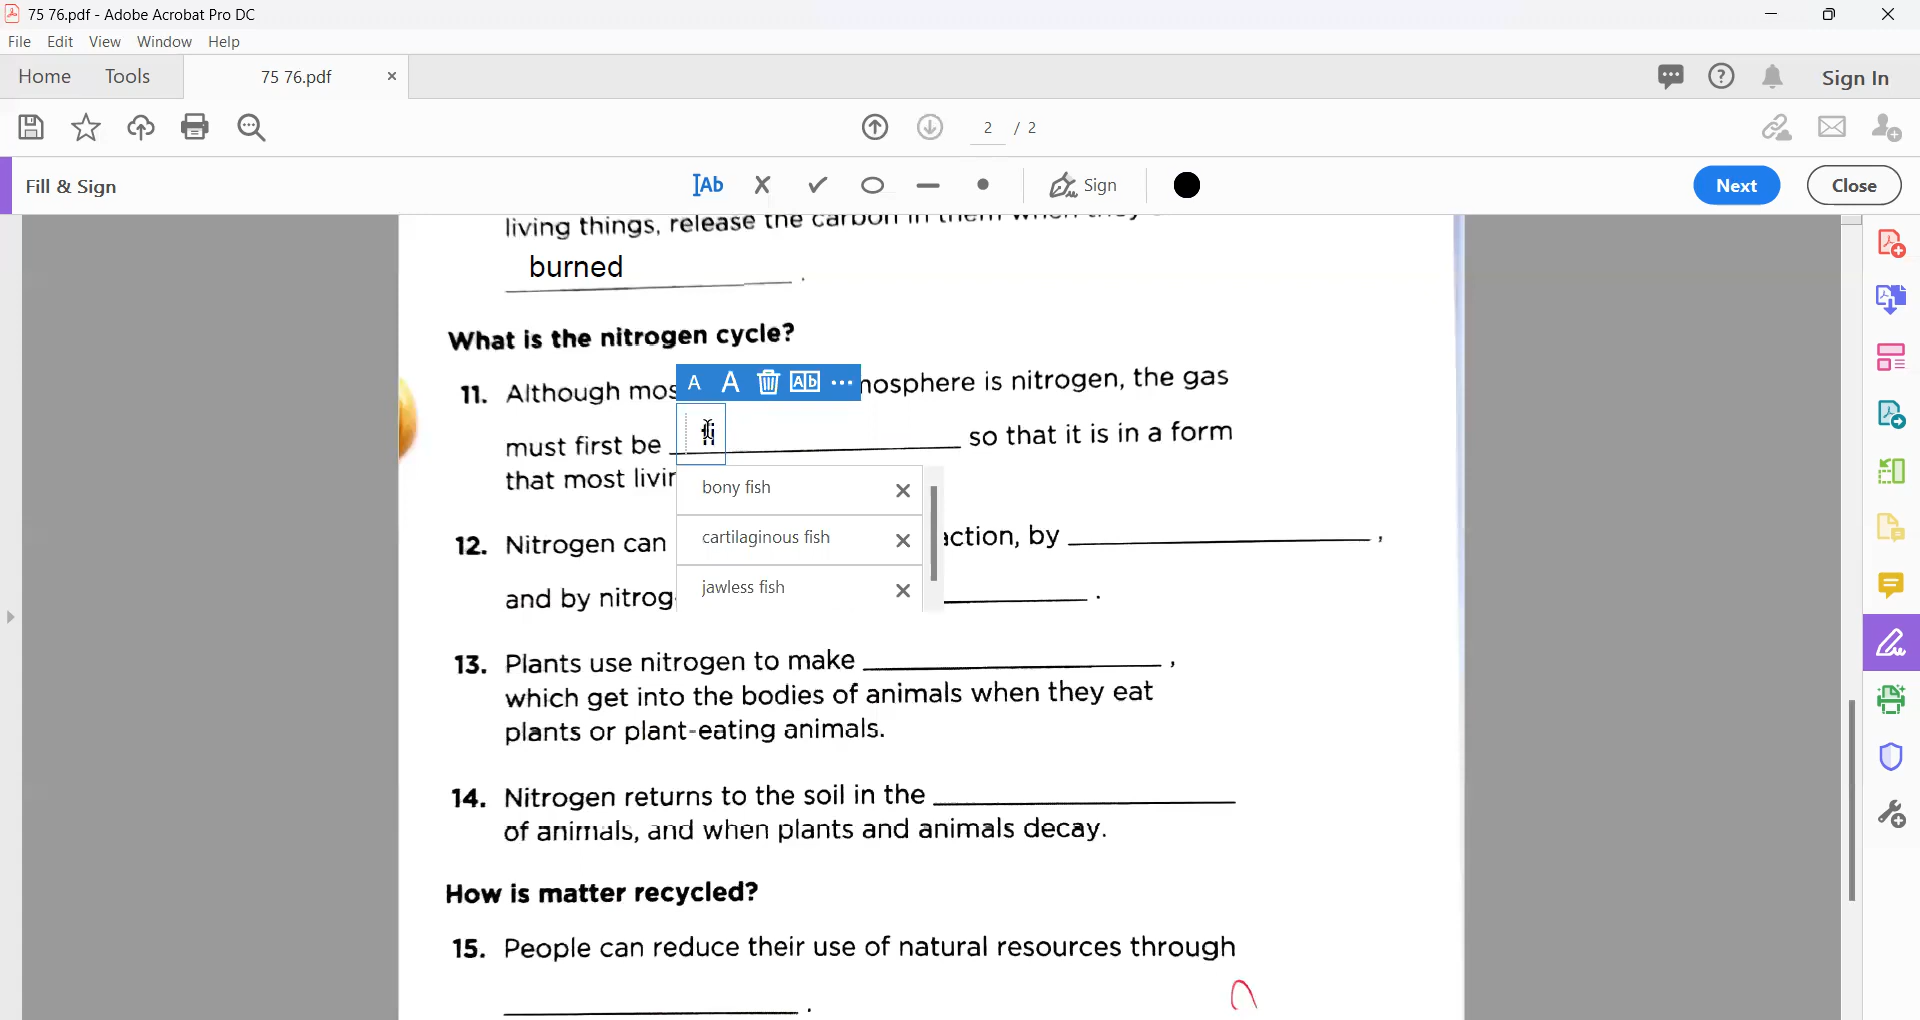 75 76.pdf - Adobe Acrobat Pro DC
File Edit View Window Help
Home Tools 75 76.pdf Sign In
2 / 2
Fill & Sign Ab Sign Next Close
living things, release the carbon in them when they
burned .
What is the nitrogen cycle?
A A Ab
11. Although mos mosphere is nitrogen, the gas
must first be fi so that it is in a form
that most livin
bony fish
12. Nitrogen can action, by ,
cartilaginous fish
jawless fish
and by nitrog .
13. Plants use nitrogen to make ,
which get into the bodies of animals when they eat
plants or plant-eating animals.
14. Nitrogen returns to the soil in the
of animals, and when plants and animals decay.
How is matter recycled?
15. People can reduce their use of natural resources through
.